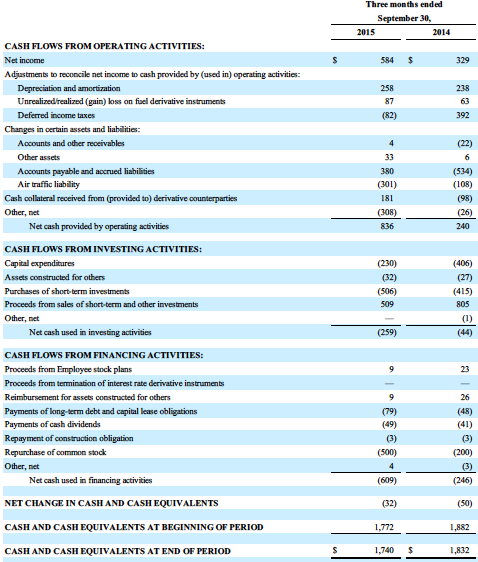 Three months ended
September 30,
2015 2014
CASH FLOWS FROM OPERATING ACTIVITIES:
Net income $ 584 $ 329
Adjustments to reconcile net income to cash provided by (used in) operating activities:
Depreciation and amortization 258 238
Unrealized/realized (gain) loss on fuel derivative instruments 87 63
Deferred income taxes (82) 392
Changes in certain assets and liabilities:
Accounts and other receivables 4 (22)
Other assets 33 6
Accounts payable and accrued liabilities 380 (534)
Air traffic liability (301) (108)
Cash collateral received from (provided to) derivative counterparties 181 (98)
Other, net (308) (26)
Net cash provided by operating activities 836 240
CASH FLOWS FROM INVESTING ACTIVITIES:
Capital expenditures (230) (406)
Assets constructed for others (32) (27)
Purchases of short-term investments (506) (415)
Proceeds from sales of short-term and other investments 509 805
Other, net — (1)
Net cash used in investing activities (259) (44)
CASH FLOWS FROM FINANCING ACTIVITIES:
Proceeds from Employee stock plans 9 23
Proceeds from termination of interest rate derivative instruments — —
Reimbursement for assets constructed for others 9 26
Payments of long-term debt and capital lease obligations (79) (48)
Payments of cash dividends (49) (41)
Repayment of construction obligation (3) (3)
Repurchase of common stock (500) (200)
Other, net 4 (3)
Net cash used in financing activities (609) (246)
NET CHANGE IN CASH AND CASH EQUIVALENTS (32) (50)
CASH AND CASH EQUIVALENTS AT BEGINNING OF PERIOD 1,772 1,882
CASH AND CASH EQUIVALENTS AT END OF PERIOD $ 1,740 $ 1,832